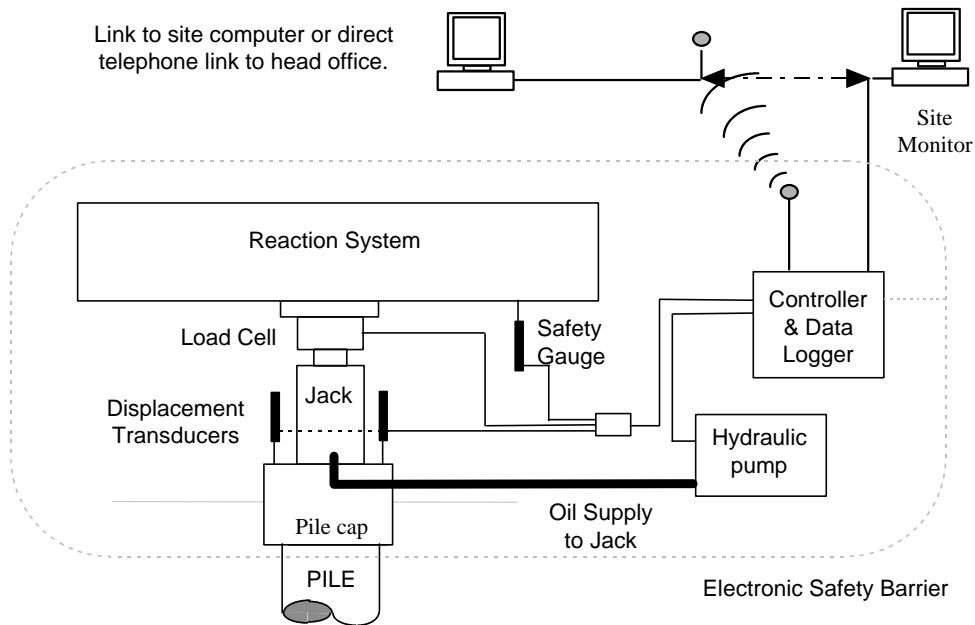 Link to site computer or direct
telephone link to head office.
Site
Monitor
Reaction System
Load Cell
Safety
Gauge
Controller
& Data
Logger
Jack
Displacement
Transducers
Hydraulic
pump
Oil Supply
to Jack
Pile cap
PILE
Electronic Safety Barrier